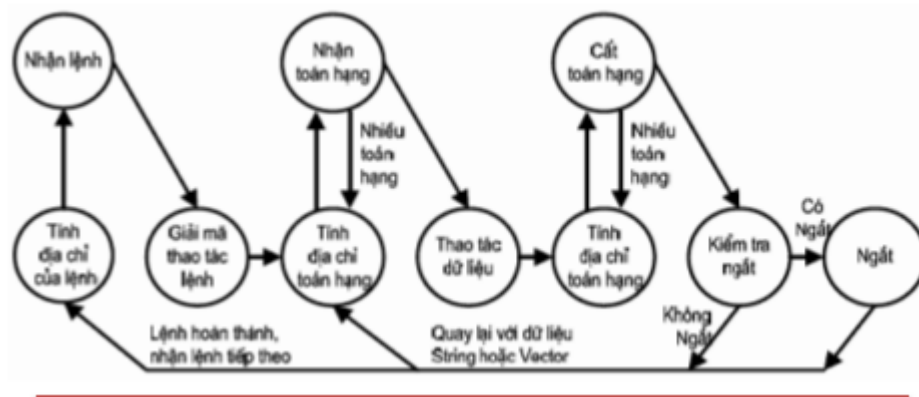 Nhận lệnh
Nhận
toán hạng
Cất
toán hạng
Nhiều
toán
hạng
Nhiều
toán
hạng
Tính
địa chỉ
của lệnh
Giải mã
thao tác
lệnh
Tính
địa chỉ
toán hạng
Thao tác
dữ liệu
Tính
địa chỉ
toán hạng
Kiểm tra
ngắt
Có
Ngắt
Ngắt
Không
Ngắt
Lệnh hoàn thành,
nhận lệnh tiếp theo
Quay lại với dữ liệu
String hoặc Vector